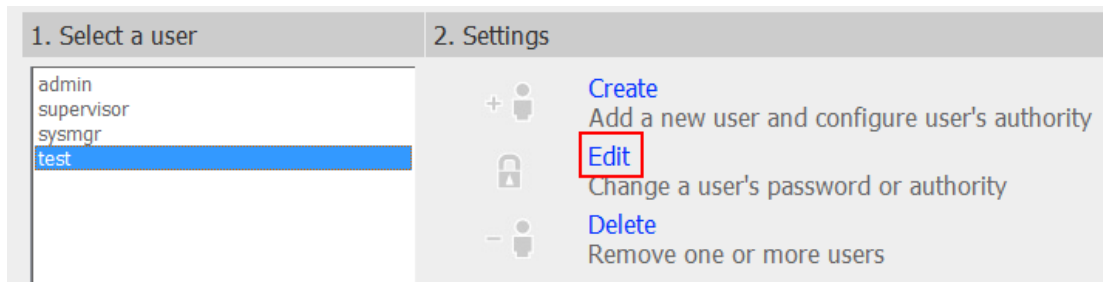 1. Select a user
2. Settings
admin
supervisor
sysmgr
test
Create
Add a new user and configure user's authority
Edit
Change a user's password or authority
Delete
Remove one or more users